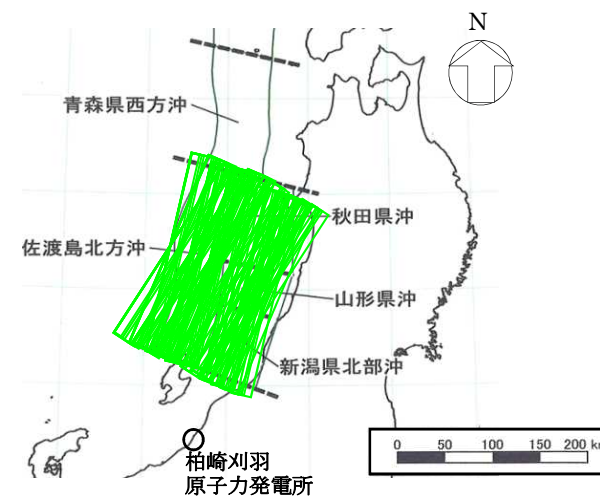 N
青森県西方沖
秋田県沖
佐渡島北方沖
山形県沖
新潟県北部沖
柏崎刈羽
原子力発電所
0 50 100 150 200 km